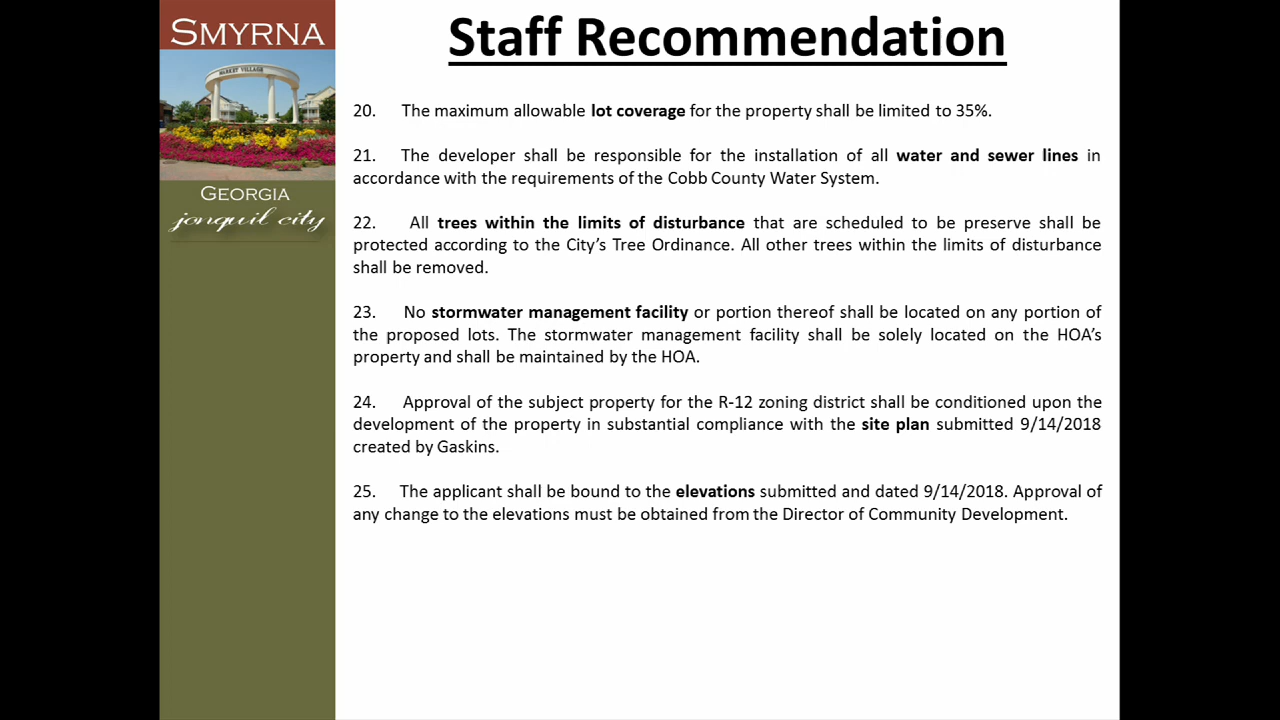 SMYRNA
MARKET VILLAGE
GEORGIA
jonquil city
Staff Recommendation
20. The maximum allowable lot coverage for the property shall be limited to 35%.
21. The developer shall be responsible for the installation of all water and sewer lines in
accordance with the requirements of the Cobb County Water System.
22. All trees within the limits of disturbance that are scheduled to be preserve shall be
protected according to the City’s Tree Ordinance. All other trees within the limits of disturbance
shall be removed.
23. No stormwater management facility or portion thereof shall be located on any portion of
the proposed lots. The stormwater management facility shall be solely located on the HOA’s
property and shall be maintained by the HOA.
24. Approval of the subject property for the R-12 zoning district shall be conditioned upon the
development of the property in substantial compliance with the site plan submitted 9/14/2018
created by Gaskins.
25. The applicant shall be bound to the elevations submitted and dated 9/14/2018. Approval of
any change to the elevations must be obtained from the Director of Community Development.